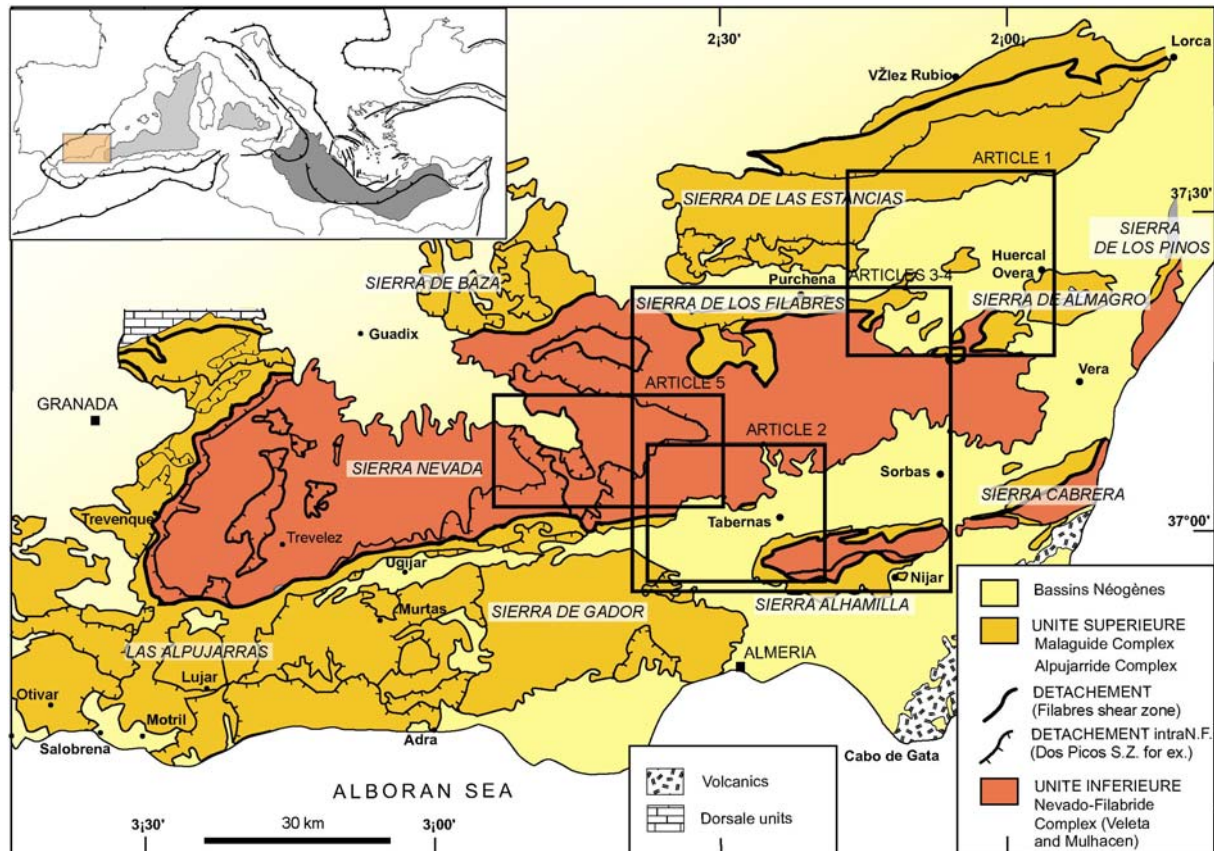 2¡30'
2¡00¡
Lorca
VŽlez Rubio
ARTICLE 1
SIERRA DE LAS ESTANCIAS
37¡30'
SIERRA
DE LOS PINOS
Huercal
Overa
SIERRA DE BAZA
Purchena
ARTICLES 3-4
SIERRA DE LOS FILABRES
SIERRA DE ALMAGRO
Guadix
Vera
GRANADA
ARTICLE 5
ARTICLE 2
SIERRA NEVADA
Sorbas
SIERRA CABRERA
Trevenque
Tabernas
Trevelez
37°00'
Ugijar
Nijar
Murtas
SIERRA DE GADOR
SIERRA ALHAMILLA
LAS ALPUJARRAS
ALMERIA
Lujar
Otivar
Motril
Salobrena
Adra
Cabo de Gata
ALBORAN SEA
3¡30'
30 km
3¡00'
Volcanics
Dorsale units
Bassins Néogènes
UNITE SUPERIEURE
Malaguide Complex
Alpujarride Complex
DETACHEMENT
(Filabres shear zone)
DETACHEMENT intraN.F.
(Dos Picos S.Z. for ex.)
UNITE INFERIEURE
Nevado-Filabride
Complex (Veleta
and Mulhacen)